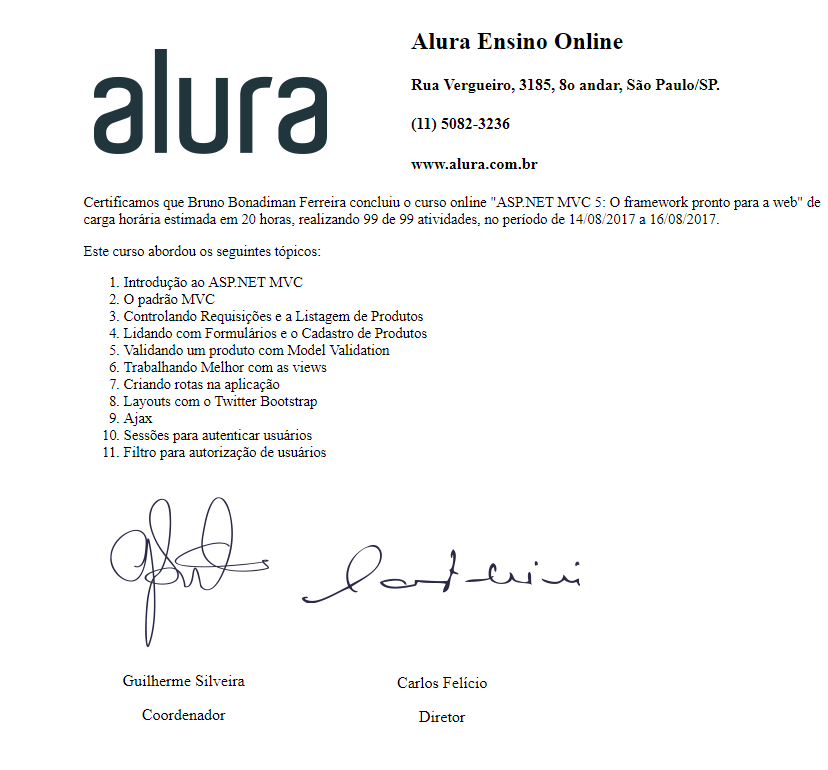 alura
Alura Ensino Online
Rua Vergueiro, 3185, 8o andar, São Paulo/SP.
(11) 5082-3236
www.alura.com.br
Certificamos que Bruno Bonadiman Ferreira concluiu o curso online "ASP.NET MVC 5: O framework pronto para a web" de
carga horária estimada em 20 horas, realizando 99 de 99 atividades, no período de 14/08/2017 a 16/08/2017.
Este curso abordou os seguintes tópicos:
1. Introdução ao ASP.NET MVC
2. O padrão MVC
3. Controlando Requisições e a Listagem de Produtos
4. Lidando com Formulários e o Cadastro de Produtos
5. Validando um produto com Model Validation
6. Trabalhando Melhor com as views
7. Criando rotas na aplicação
8. Layouts com o Twitter Bootstrap
9. Ajax
10. Sessões para autenticar usuários
11. Filtro para autorização de usuários
Guilherme Silveira
Carlos Felício
Coordenador
Diretor